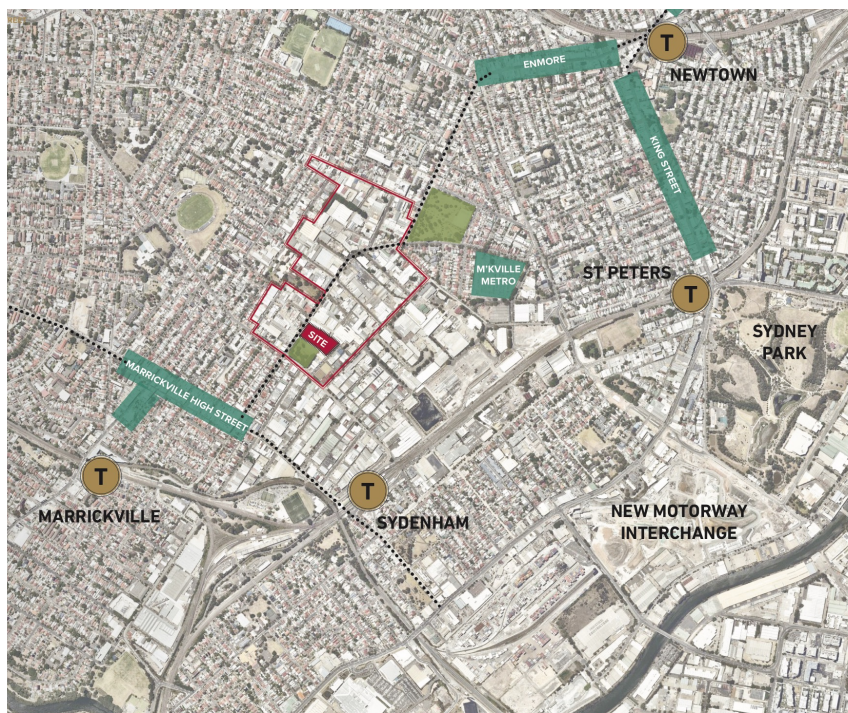 ENMORE
T
NEWTOWN
KING STREET
M'KVILLE
METRO
ST PETERS
T
SYDNEY
PARK
SITE
MARRICKVILLE HIGH STREET
T
MARRICKVILLE
T
SYDENHAM
NEW MOTORWAY
INTERCHANGE